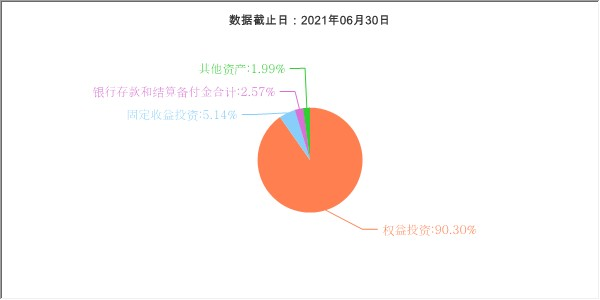 数据截止日：2021年06月30日
其他资产:1.99%
银行存款和结算备付金合计:2.57%
固定收益投资:5.14%
权益投资:90.30%